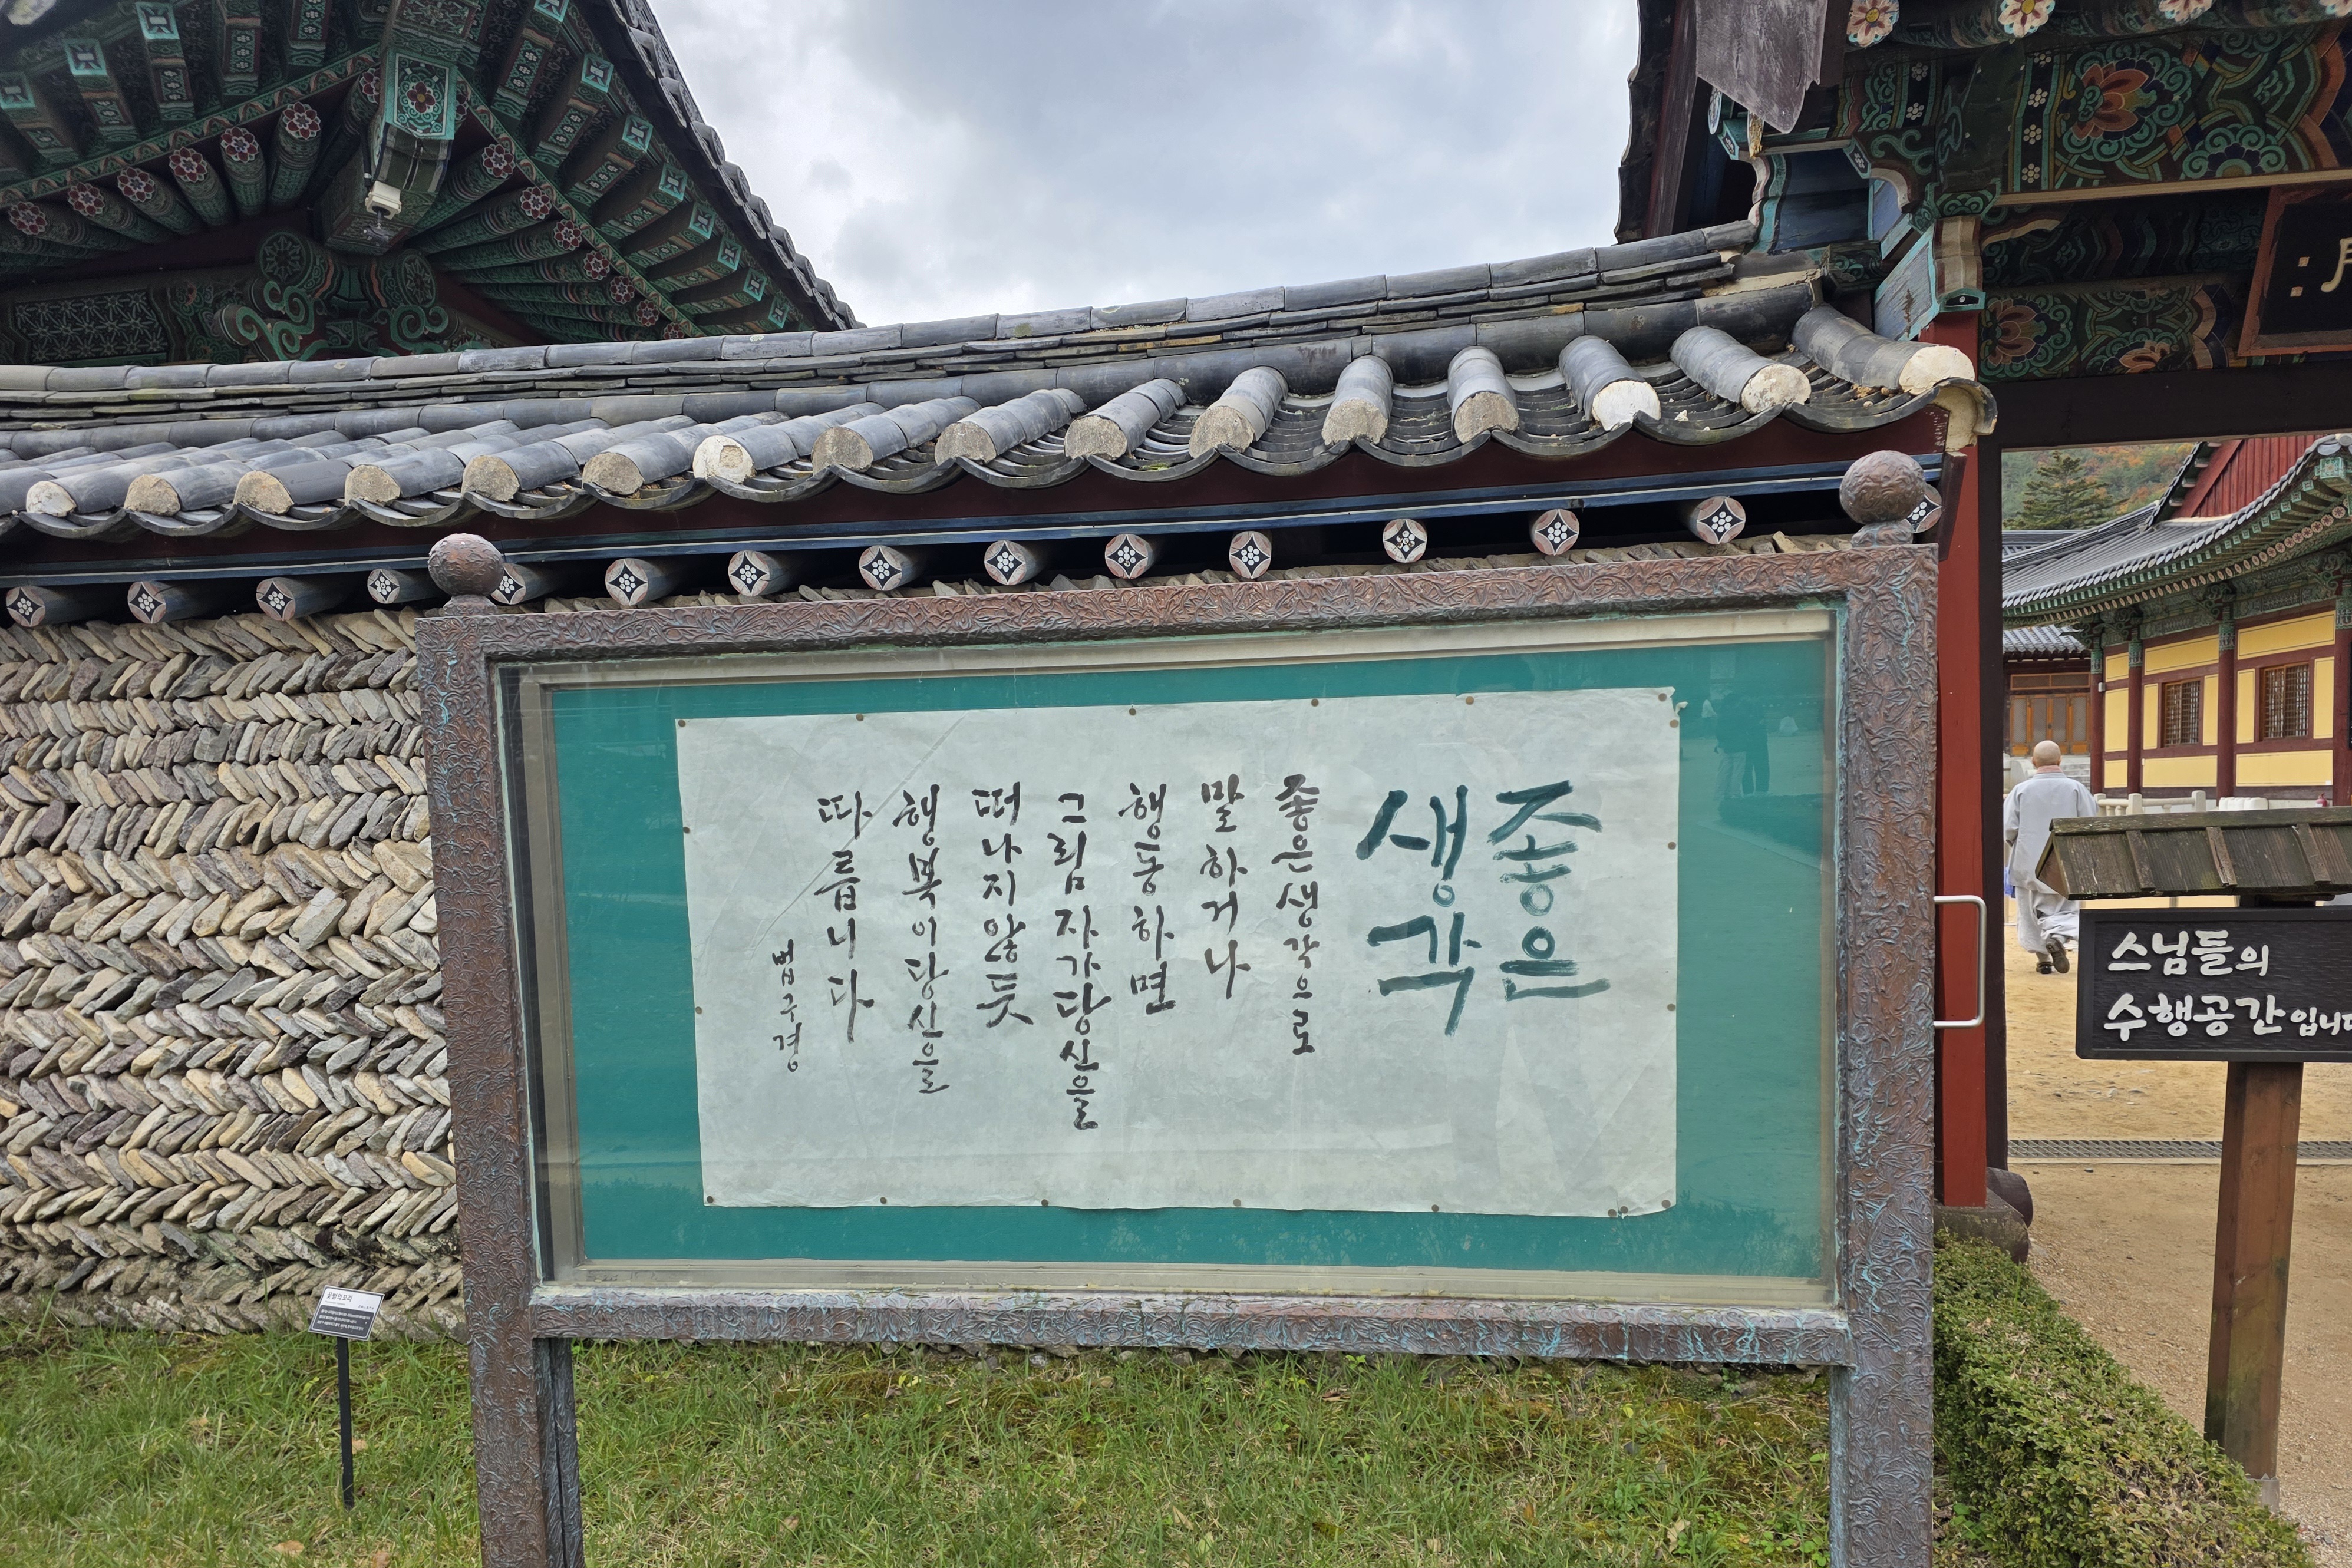 좋은
생각
좋은생각으로
말하거나
행동하면
그림자가당신을
떠나지않듯
행복이당신을
따릅니다
법구경
스님들의
수행공간입니다